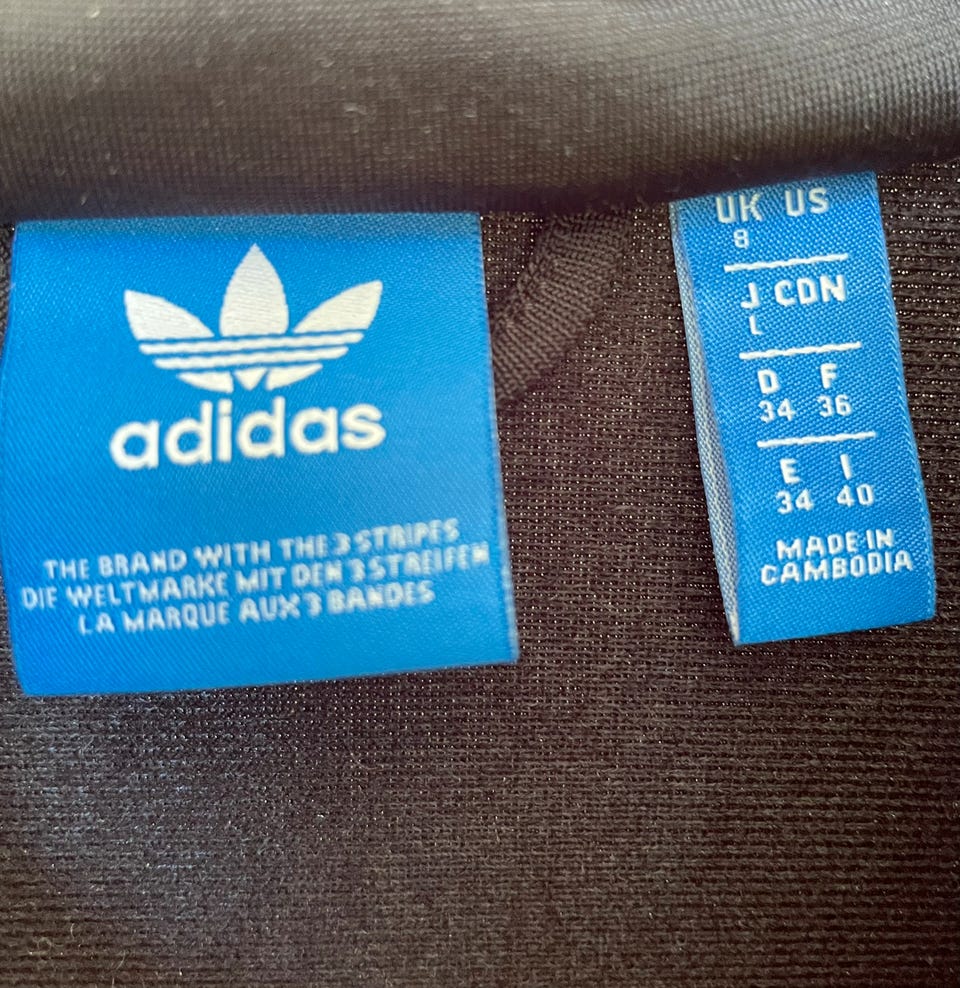 adidas
THE BRAND WITH THE 3 STRIPES
DIE WELTMARKE MIT DEN 3 STREIFEN
LA MARQUE AUX 3 BANDES
UK US
8
J CDN
L
D F
34 36
E I
34 40
MADE IN
CAMBODIA